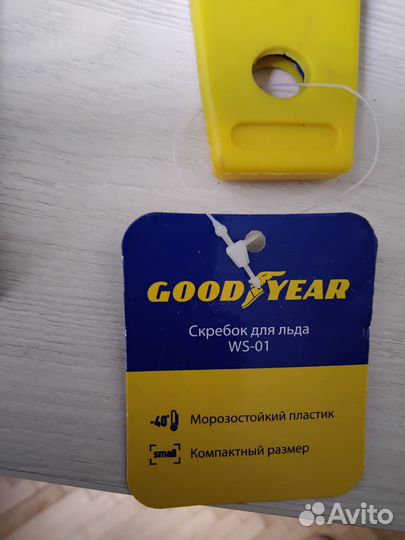 GOODYEAR
Скребок для льда
WS-01
-40°
Морозостойкий пластик
small
Компактный размер
Avito